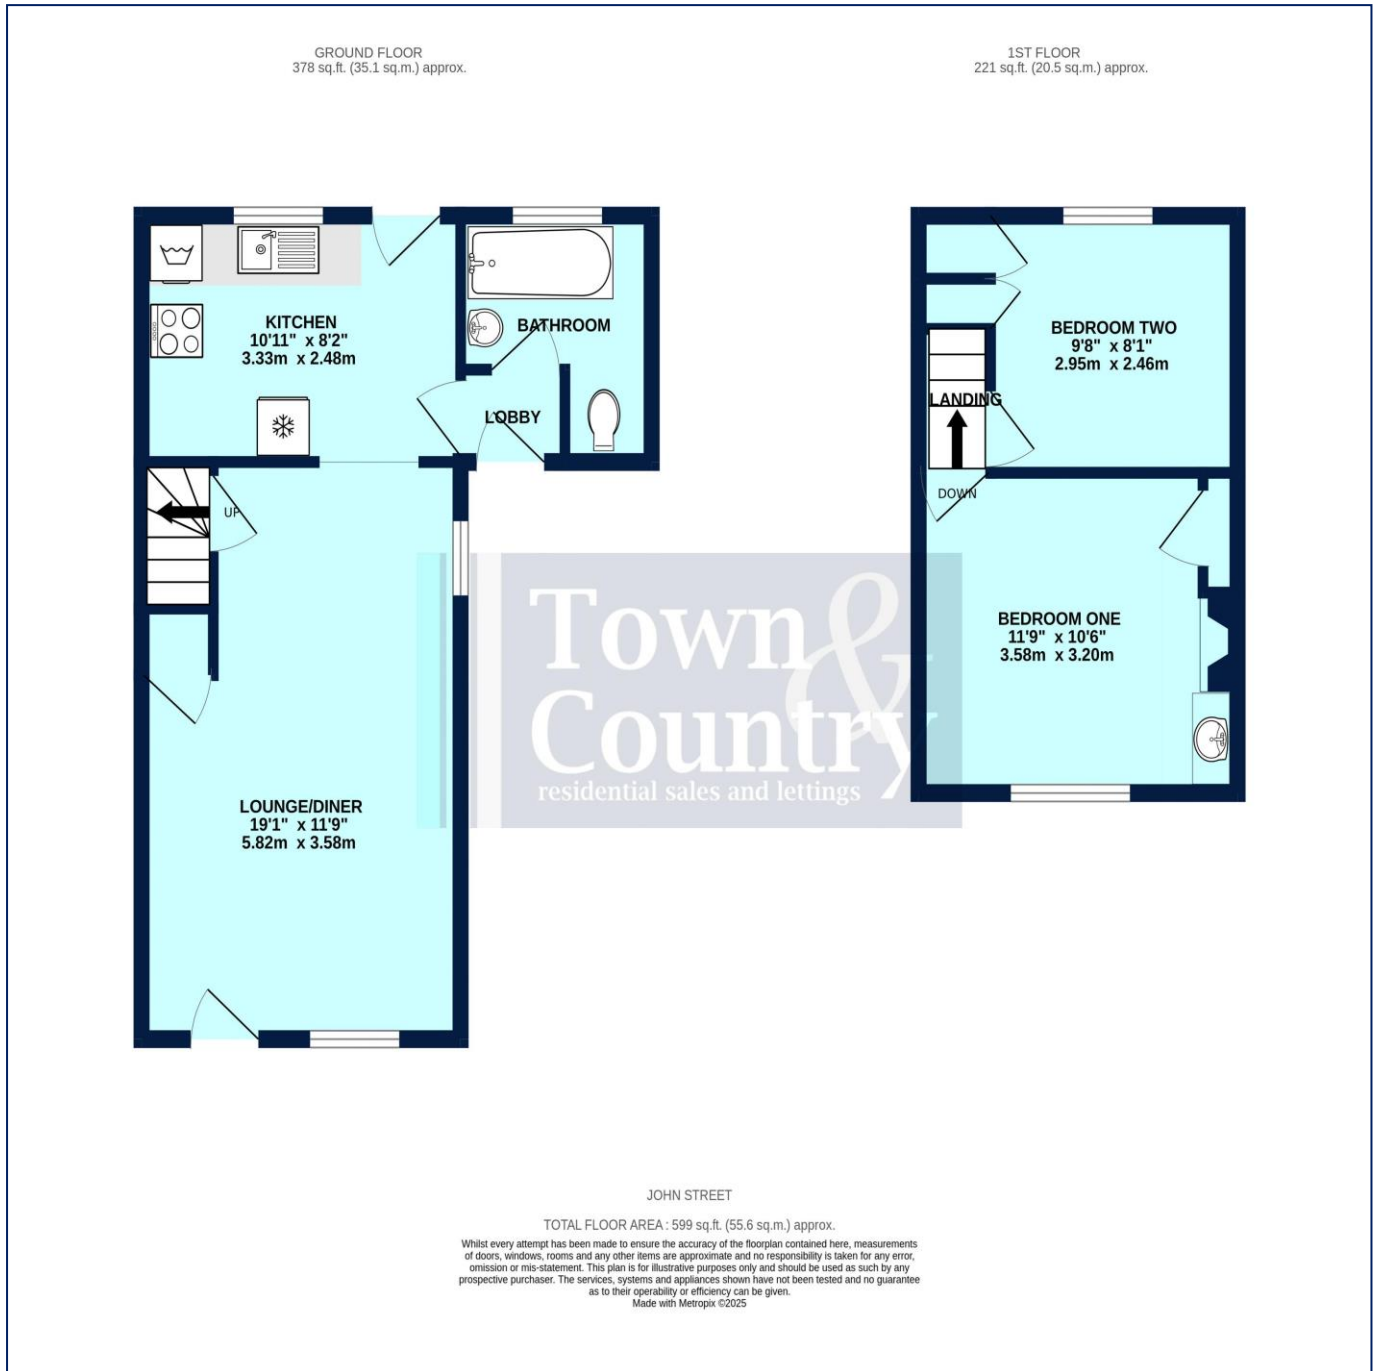 GROUND FLOOR
378 sq.ft. (35.1 sq.m.) approx.
1ST FLOOR
221 sq.ft. (20.5 sq.m.) approx.
KITCHEN
10'11" x 8'2"
3.33m x 2.48m
BATHROOM
LOBBY
UP
LOUNGE/DINER
19'1" x 11'9"
5.82m x 3.58m
BEDROOM TWO
9'8" x 8'1"
2.95m x 2.46m
LANDING
DOWN
BEDROOM ONE
11'9" x 10'6"
3.58m x 3.20m
Town &
Country
residential sales and lettings
JOHN STREET
TOTAL FLOOR AREA : 599 sq.ft. (55.6 sq.m.) approx.
Whilst every attempt has been made to ensure the accuracy of the floorplan contained here, measurements
of doors, windows, rooms and any other items are approximate and no responsibility is taken for any error,
omission or mis-statement. This plan is for illustrative purposes only and should be used as such by any
prospective purchaser. The services, systems and appliances shown have not been tested and no guarantee
as to their operability or efficiency can be given.
Made with Metropix ©2025